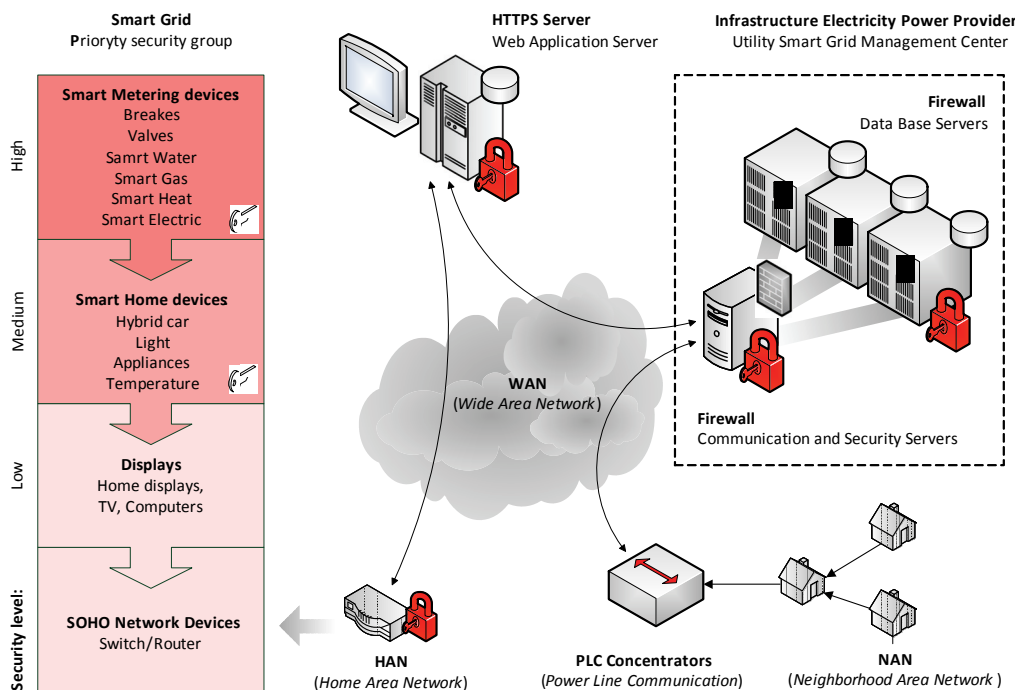 Smart Grid
Prioryty security group
High
Smart Metering devices
Breakes
Valves
Samrt Water
Smart Gas
Smart Heat
Smart Electric
Medium
Smart Home devices
Hybrid car
Light
Appliances
Temperature
Low
Displays
Home displays,
TV, Computers
Security level:
SOHO Network Devices
Switch/Router
HTTPS Server
Web Application Server
Infrastructure Electricity Power Provider
Utility Smart Grid Management Center
Firewall
Data Base Servers
WAN
(Wide Area Network)
Firewall
Communication and Security Servers
HAN
(Home Area Network)
PLC Concentrators
(Power Line Communication)
NAN
(Neighborhood Area Network)